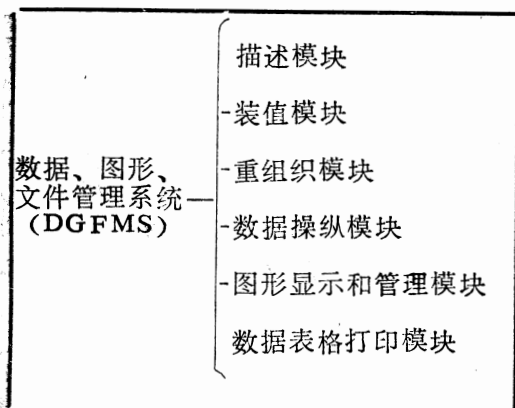 描述模块
装值模块
数据、图形、
文件管理系统
(DGFMS)
重组织模块
数据操纵模块
图形显示和管理模块
数据表格打印模块